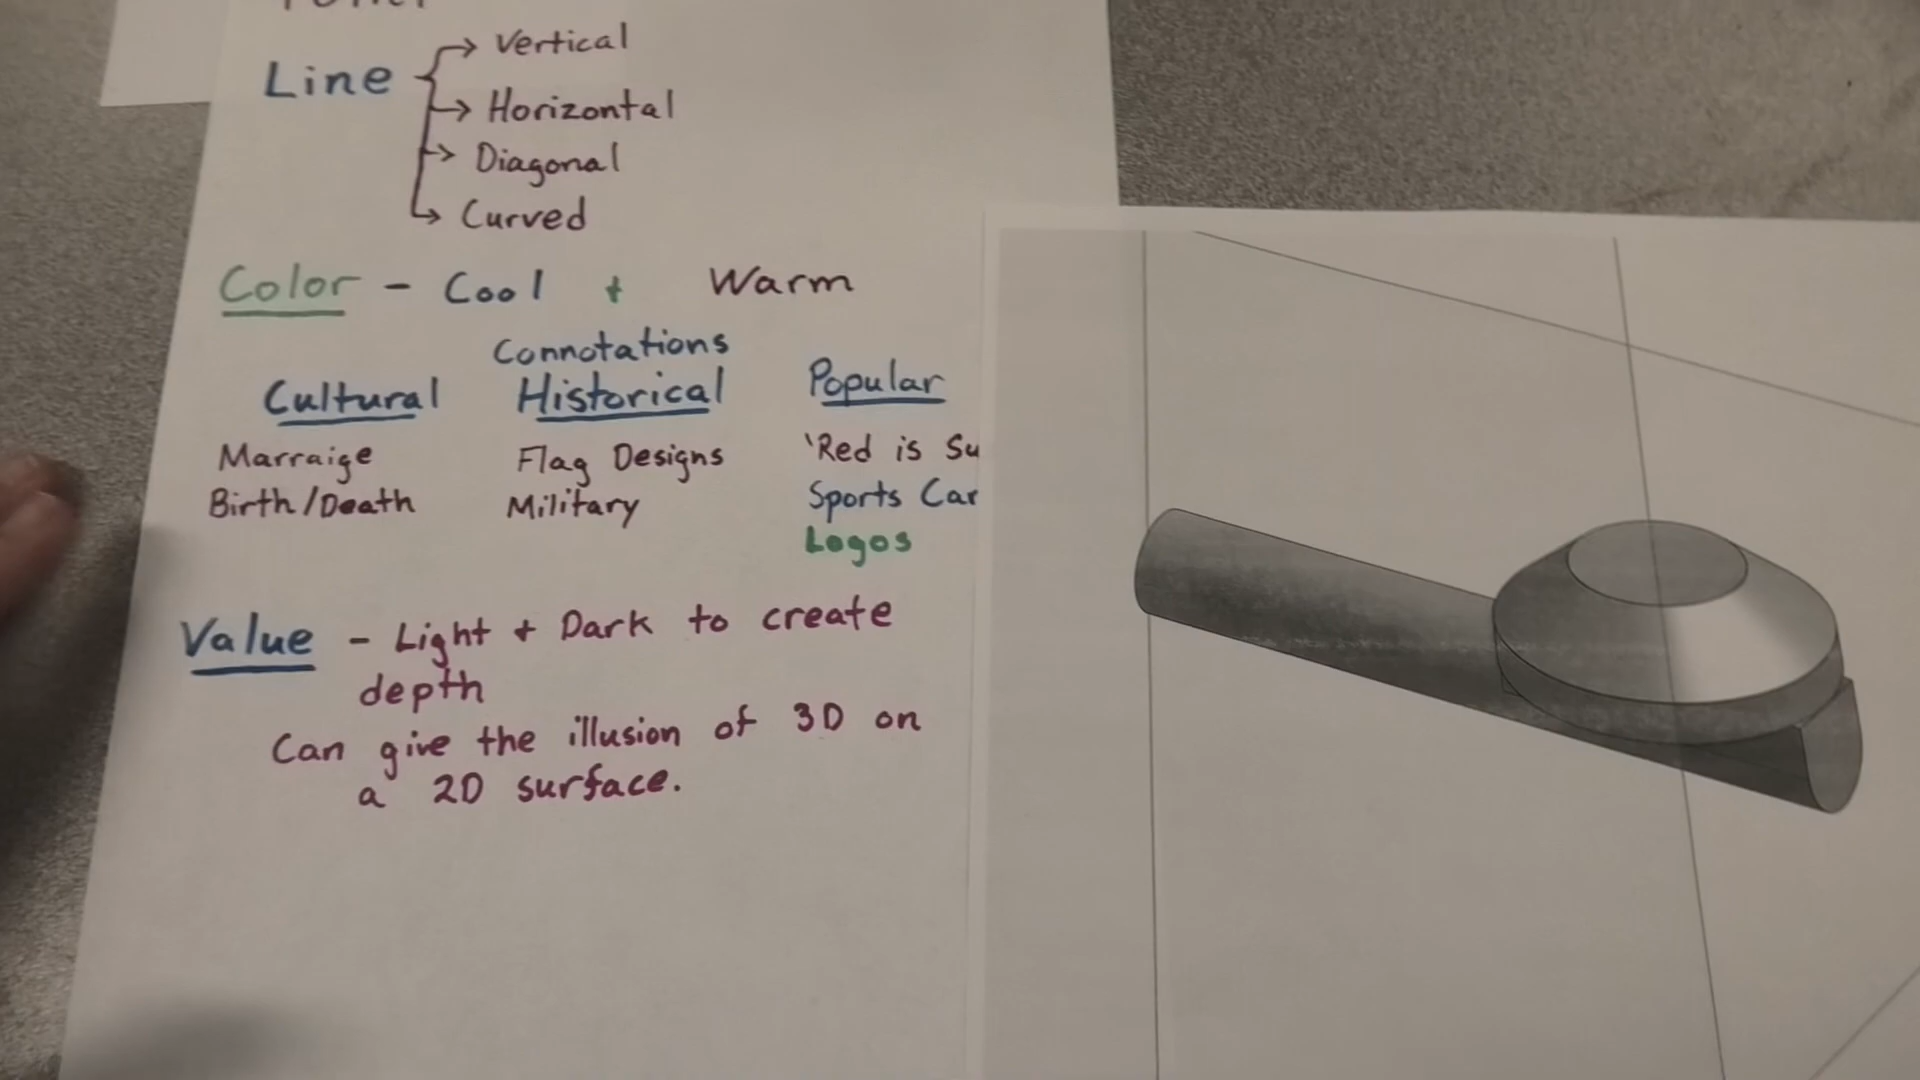 Line
Vertical
Horizontal
Diagonal
Curved
Color - Cool + Warm
Connotations
Cultural Historical Popular
Marraige Flag Designs 'Red is Su
Birth/Death Military Sports Car
Logos
Value - Light + Dark to create
depth
Can give the illusion of 3D on
a 2D surface.